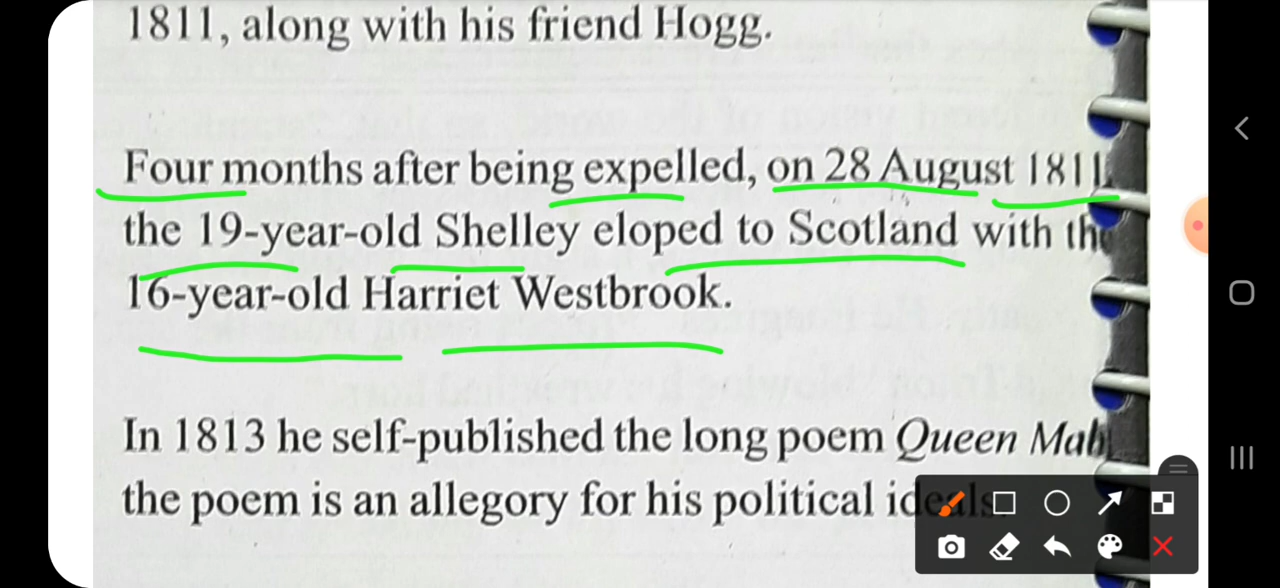 1811, along with his friend Hogg.
Four months after being expelled, on 28 August 1811,
the 19-year-old Shelley eloped to Scotland with the
16-year-old Harriet Westbrook.
In 1813 he self-published the long poem Queen Mab,
the poem is an allegory for his political ideals.